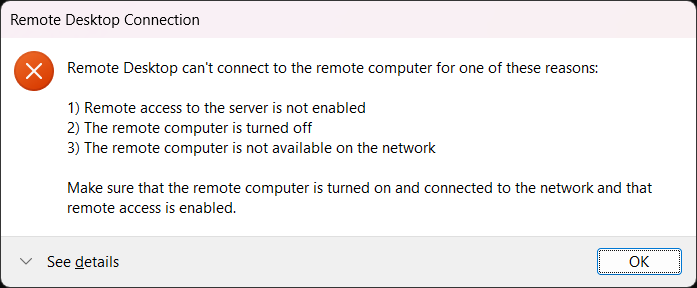 Remote Desktop Connection
Remote Desktop can't connect to the remote computer for one of these reasons:
1) Remote access to the server is not enabled
2) The remote computer is turned off
3) The remote computer is not available on the network
Make sure that the remote computer is turned on and connected to the network and that
remote access is enabled.
See details
OK